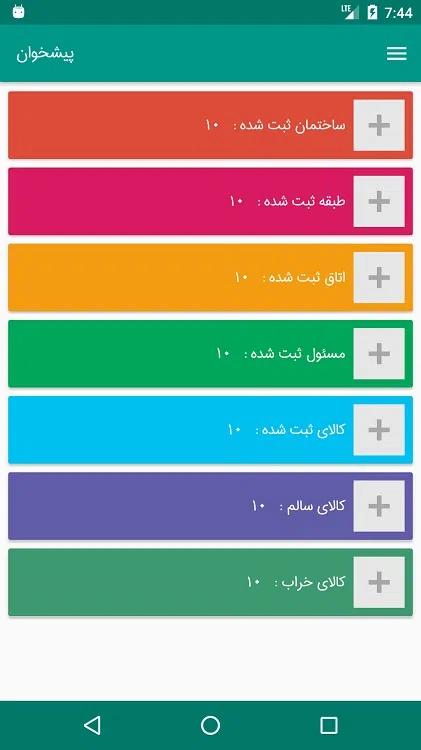 LTE 7:44
پیشخوان
ساختمان ثبت شده : ۱۰
طبقه ثبت شده : ۱۰
اتاق ثبت شده : ۱۰
مسئول ثبت شده : ۱۰
کالای ثبت شده : ۱۰
کالای سالم : ۱۰
کالای خراب : ۱۰